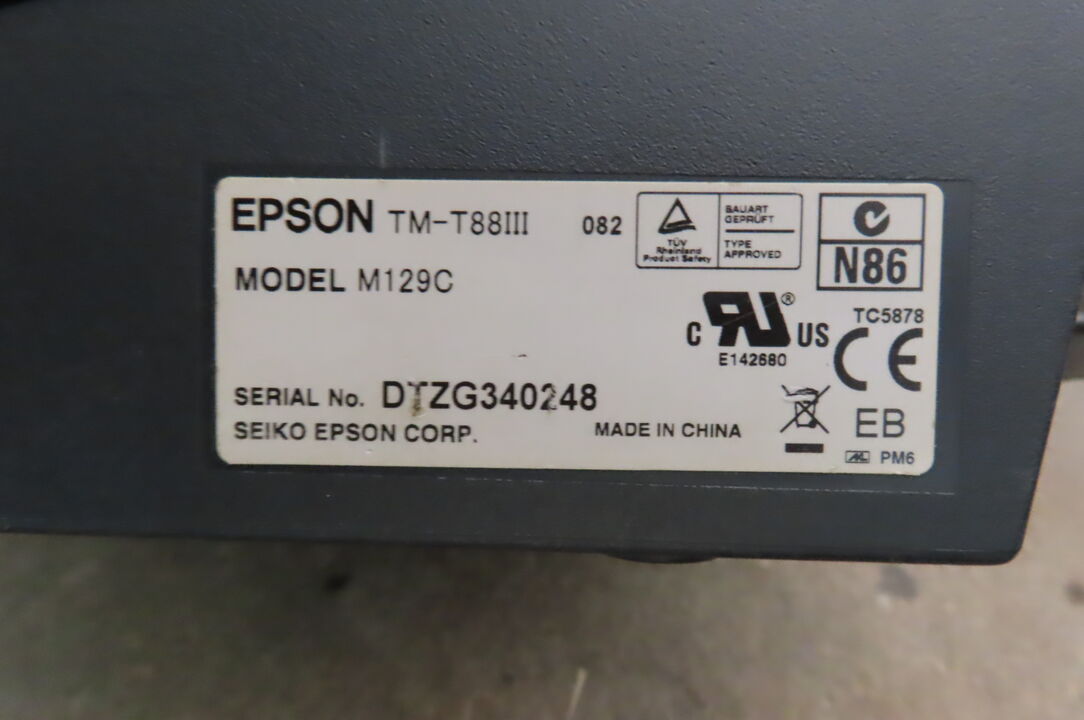 EPSON TM-T88III 082
MODEL M129C
SERIAL No. DTZG340248
SEIKO EPSON CORP.
MADE IN CHINA
TÜV
Rheinland
Product Safety
BAUART
GEPRÜFT
TYPE
APPROVED
N86
TC5878
C RU ® US
E142680
CE
EB
PM6